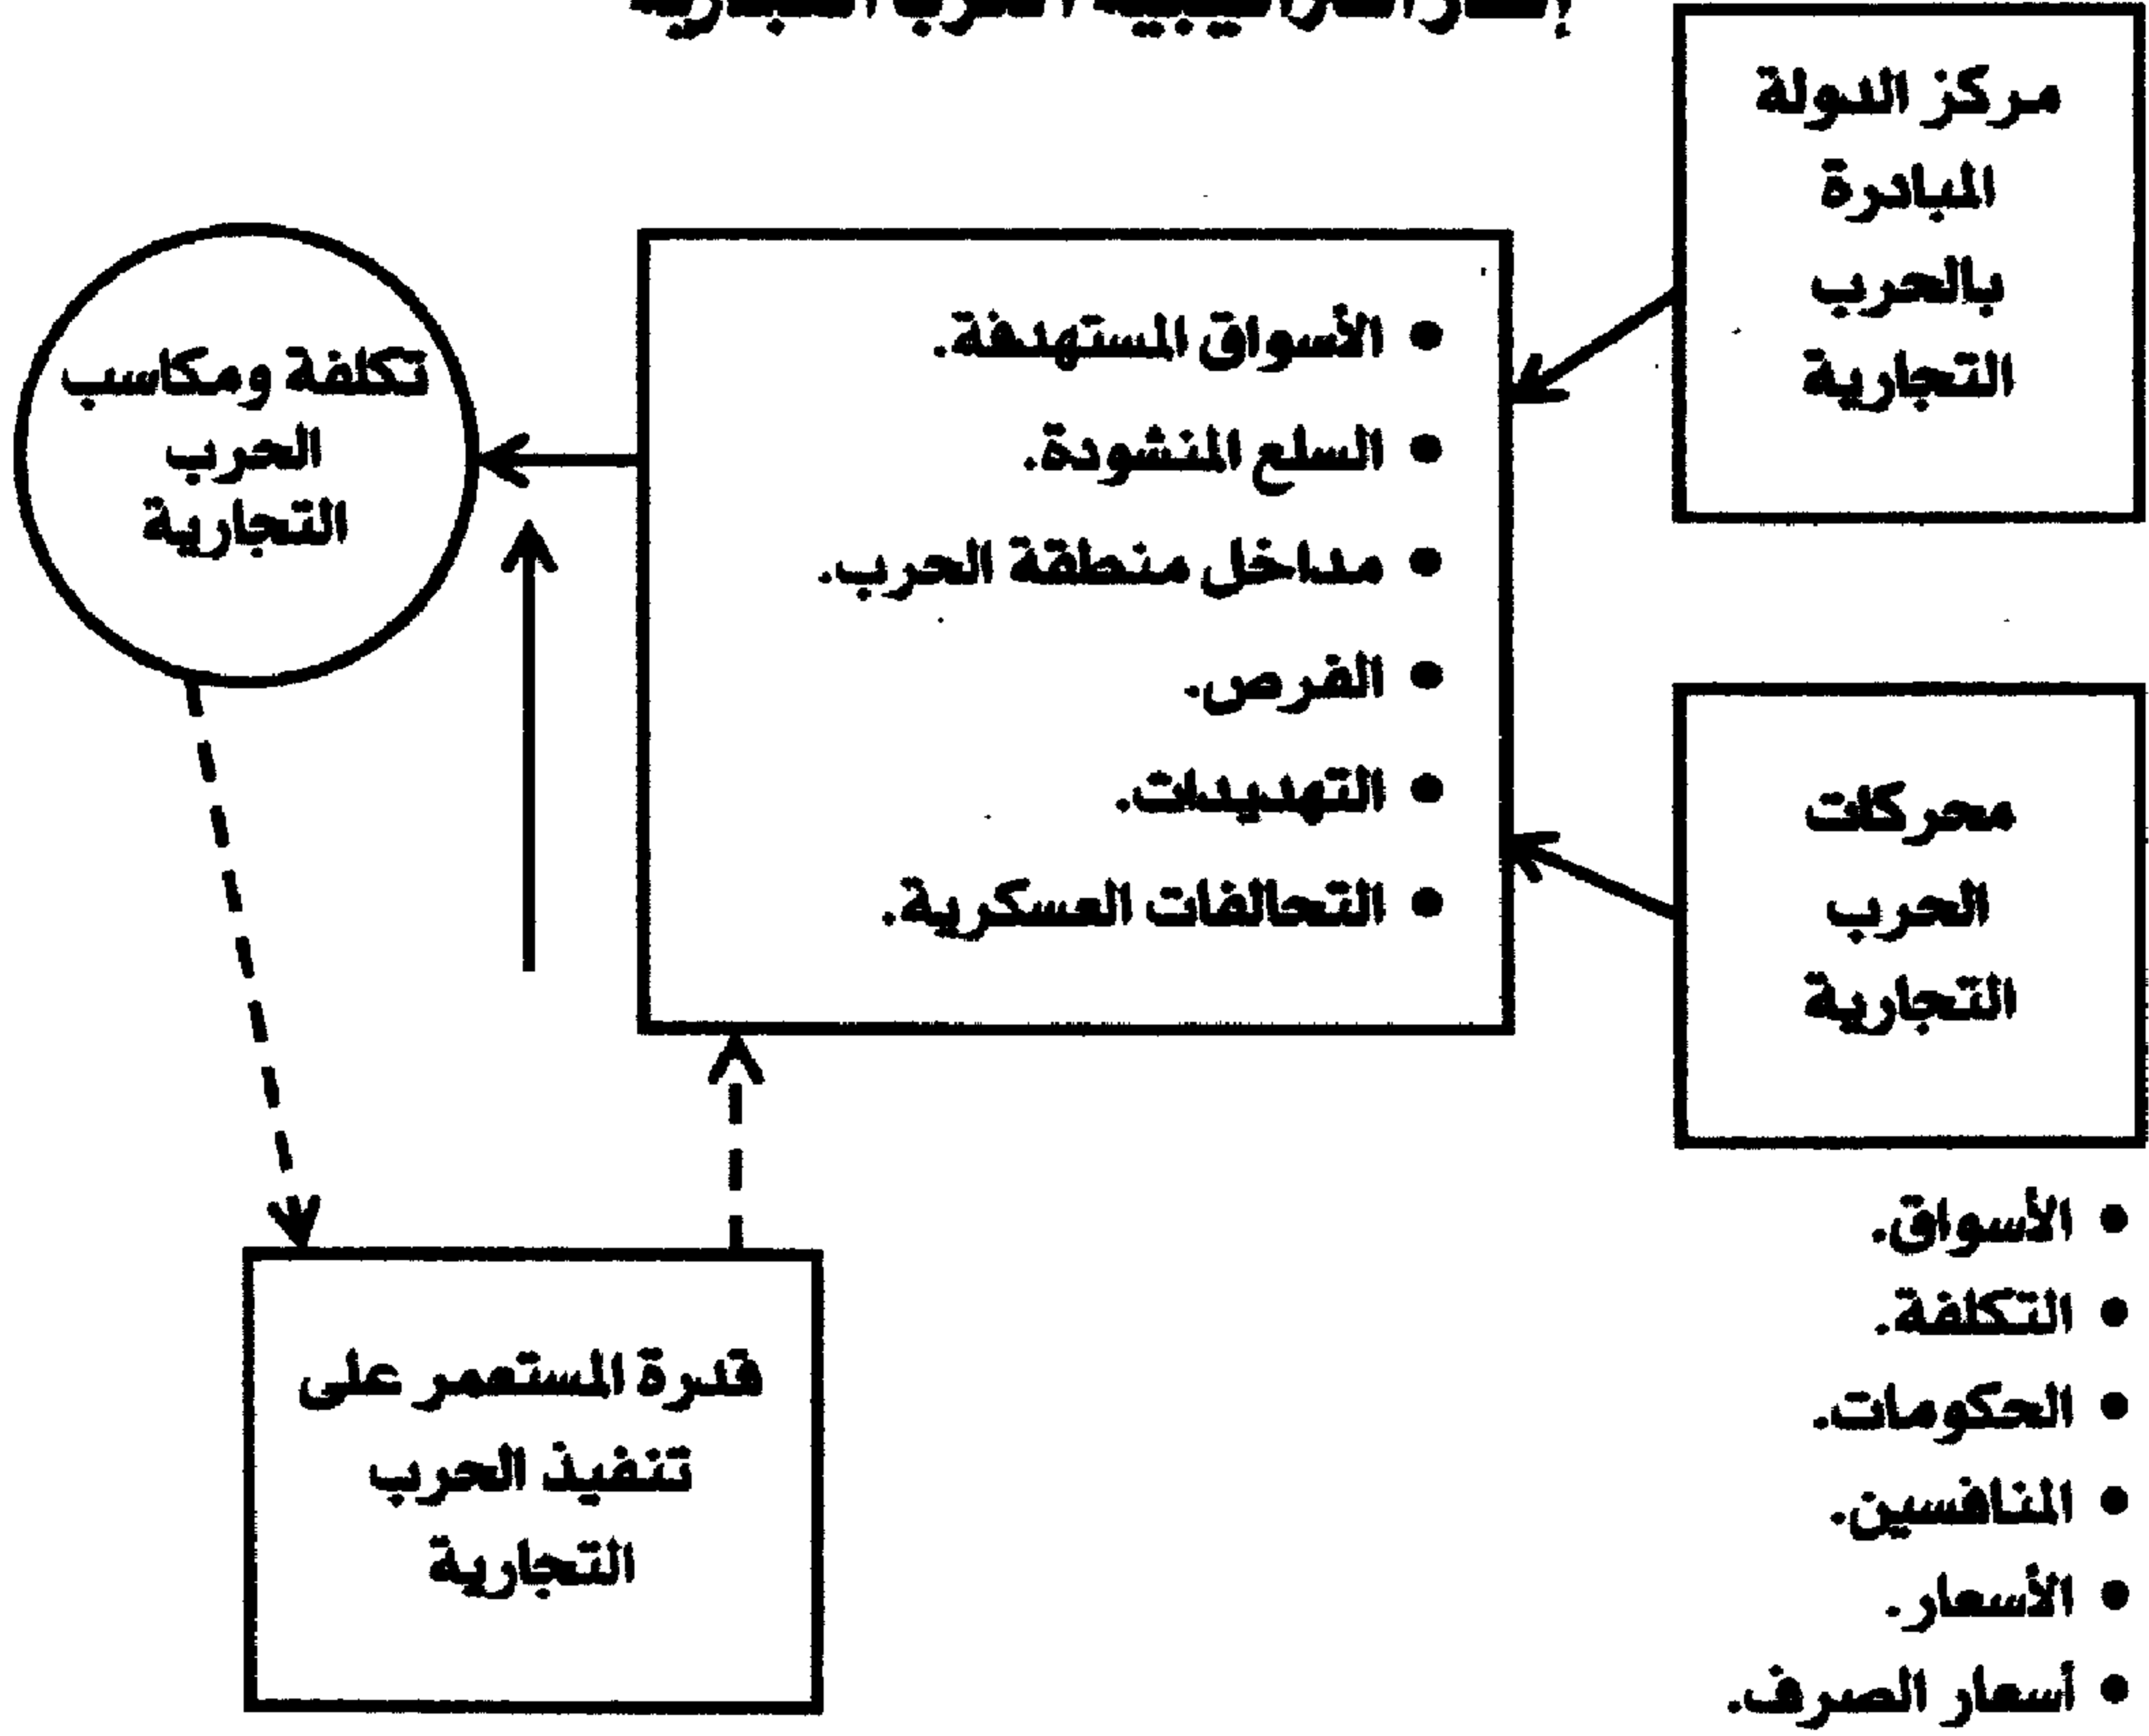 مركز الدولة
المبادرة
بالحرب
التجارية
• الأسواق المستهدفة.
• السلع المنشودة.
• مداخل منطقة الحرب.
• الفرص.
• التهديدات.
• التحالفات العسكرية.
تكلفة ومكاسب
الحرب
التجارية
محركات
الحرب
التجارية
• الأسواق.
• التكلفة.
• الحكومات.
• المنافسين.
• الأسعار.
• أسعار الصرف.
قدرة المستعمر على
تنفيذ الحرب
التجارية